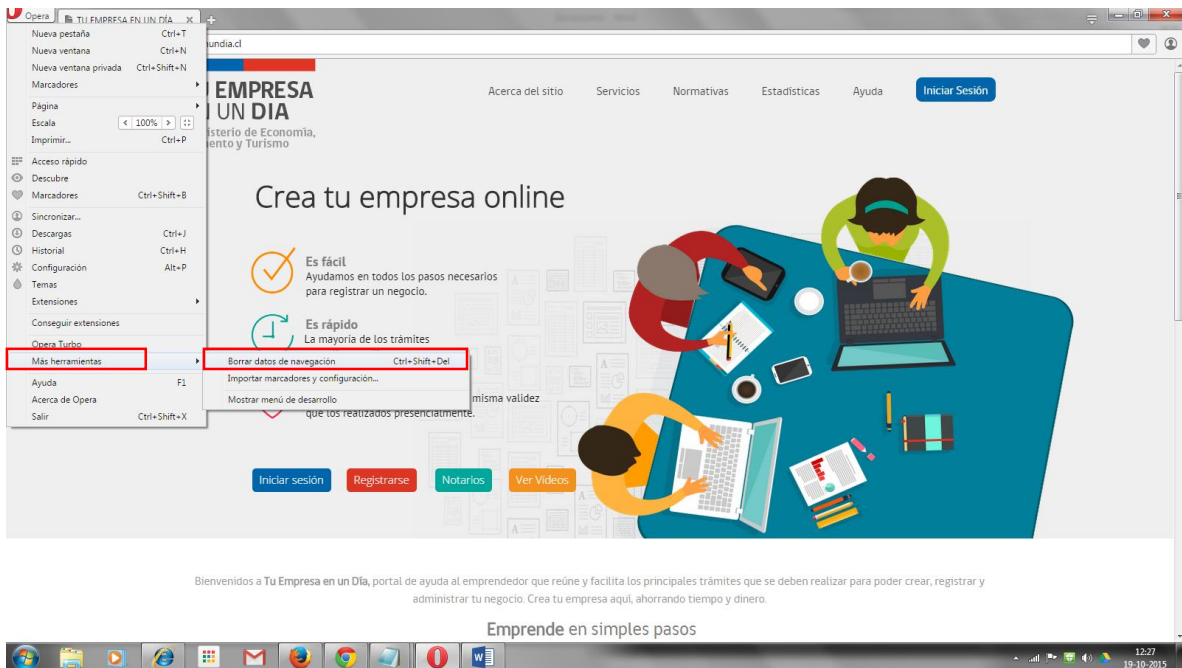 Opera
TU EMPRESA EN UN DÍA
Nueva pestaña Ctrl+T
Nueva ventana Ctrl+N
Nueva ventana privada Ctrl+Shift+N
Marcadores
Página
Escala 100%
Imprimir... Ctrl+P
Acceso rápido
Descubre
Marcadores Ctrl+Shift+B
Sincronizar...
Descargas Ctrl+J
Historial Ctrl+H
Configuración Alt+P
Temas
Extensiones
Conseguir extensiones
Opera Turbo
Más herramientas
Ayuda F1
Acerca de Opera
Salir Ctrl+Shift+X
Borrar datos de navegación Ctrl+Shift+Del
Importar marcadores y configuración...
Mostrar menú de desarrollo
undia.cl
EMPRESA
UN DIA
isterio de Economía,
ento y Turismo
Acerca del sitio Servicios Normativas Estadísticas Ayuda Iniciar Sesión
Crea tu empresa online
Es fácil
Ayudamos en todos los pasos necesarios
para registrar un negocio.
Es rápido
La mayoría de los trámites
misma validez
que los realizados presencialmente.
Iniciar sesión Registrarse Notarios Ver Videos
Bienvenidos a Tu Empresa en un Día, portal de ayuda al emprendedor que reúne y facilita los principales trámites que se deben realizar para poder crear, registrar y
administrar tu negocio. Crea tu empresa aquí, ahorrando tiempo y dinero.
Emprende en simples pasos
12:27
19-10-2015